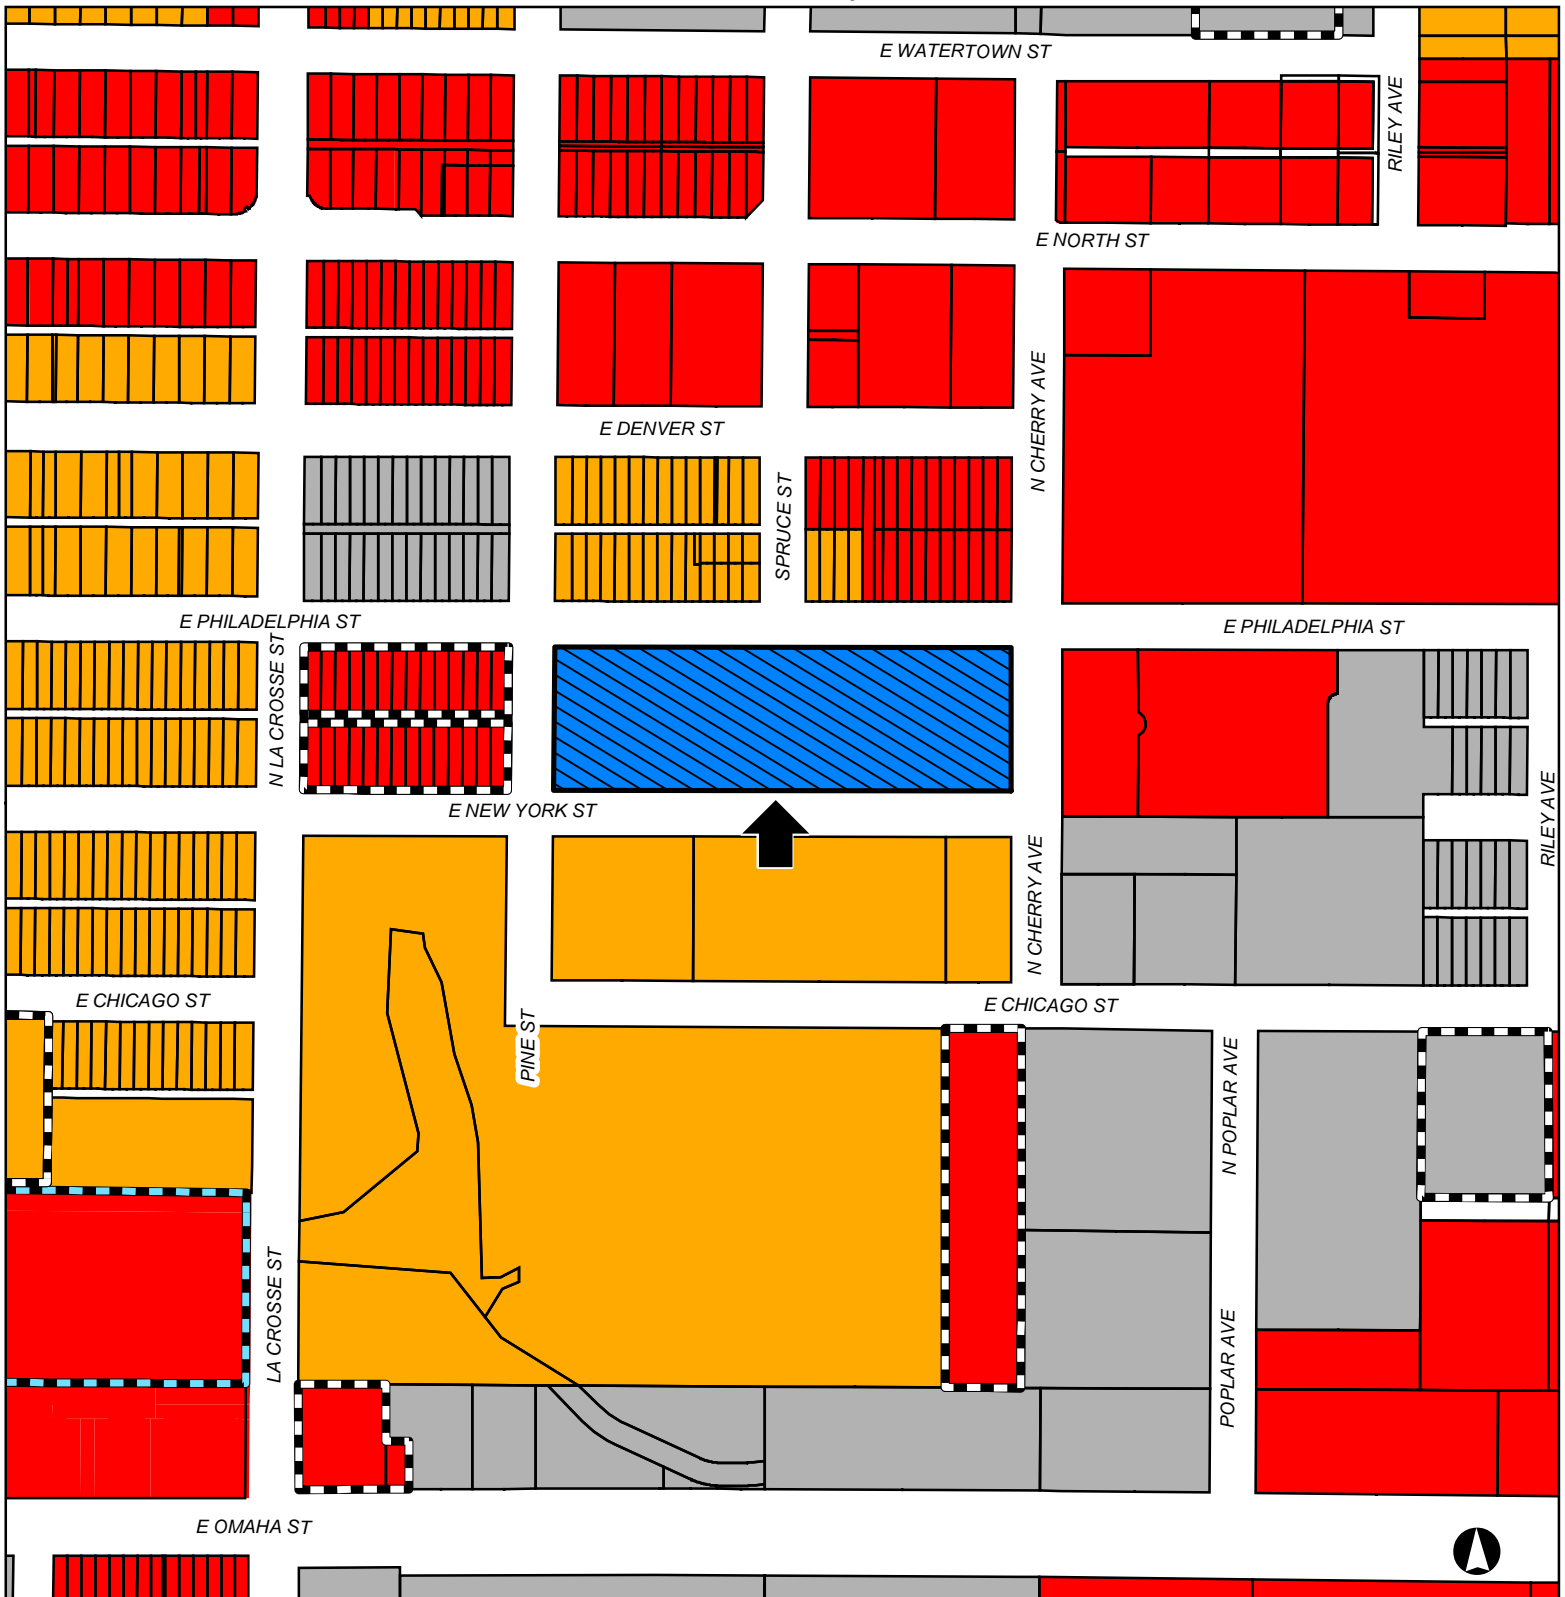 E WATERTOWN ST
RILEY AVE
E NORTH ST
N CHERRY AVE
E DENVER ST
SPRUCE ST
E PHILADELPHIA ST
E PHILADELPHIA ST
N LA CROSSE ST
E NEW YORK ST
RILEY AVE
N CHERRY AVE
E CHICAGO ST
E CHICAGO ST
PINE ST
N POPLAR AVE
LA CROSSE ST
POPLAR AVE
E OMAHA ST